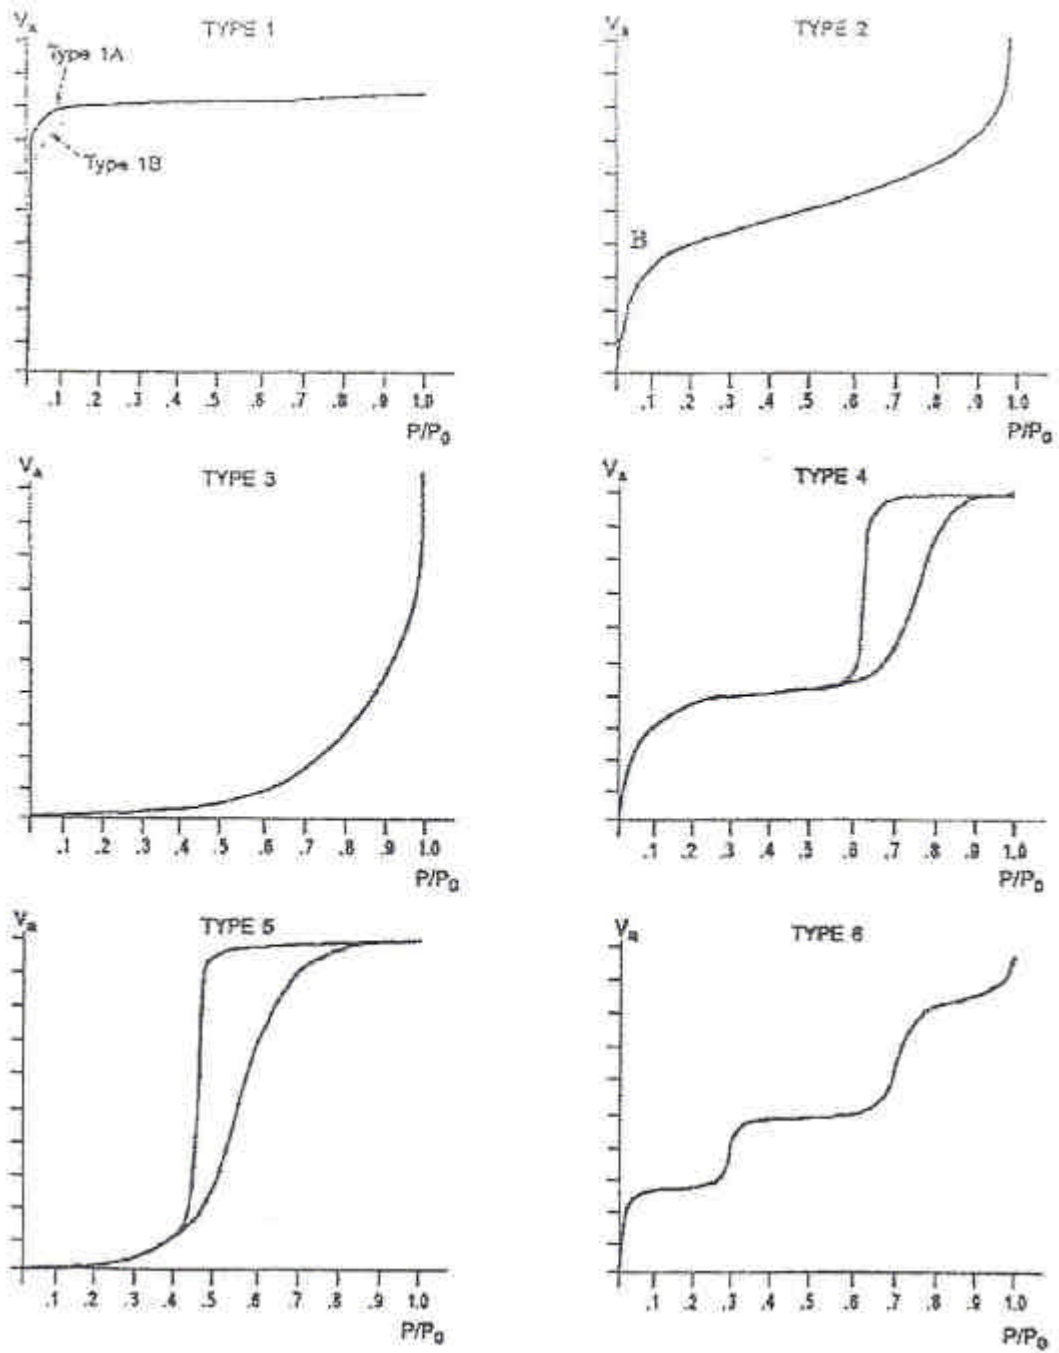 Vₐ
TYPE 1
Type 1A
Type 1B
.1 .2 .3 .4 .5 .6 .7 .8 .9 1.0
P/P₀
Vₐ
TYPE 2
B
.1 .2 .3 .4 .5 .6 .7 .8 .9 1.0
P/P₀
Vₐ
TYPE 3
.1 .2 .3 .4 .5 .6 .7 .8 .9 1.0
P/P₀
Vₐ
TYPE 4
.1 .2 .3 .4 .5 .6 .7 .8 .9 1.0
P/P₀
Vₐ
TYPE 5
.1 .2 .3 .4 .5 .6 .7 .8 .9 1.0
P/P₀
Vₐ
TYPE 6
.1 .2 .3 .4 .5 .6 .7 .8 .9 1.0
P/P₀